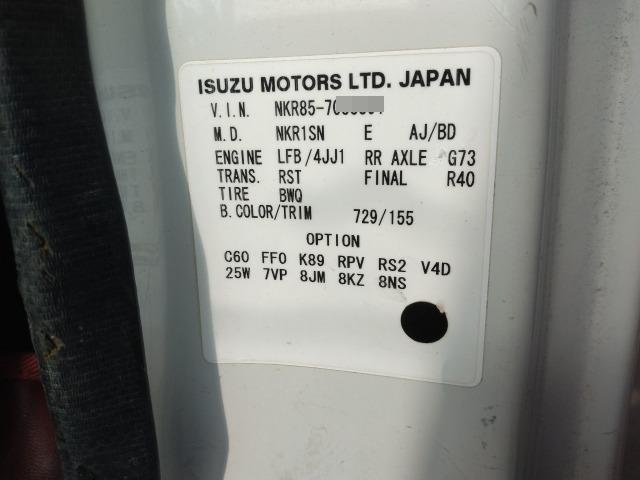 ISUZU MOTORS LTD. JAPAN
V.I.N. NKR85-7
M.D. NKR1SN E AJ/BD
ENGINE LFB/4JJ1 RR AXLE G73
TRANS. RST FINAL R40
TIRE BWQ
B.COLOR/TRIM 729/155
OPTION
C60 FF0 K89 RPV RS2 V4D
25W 7VP 8JM 8KZ 8NS